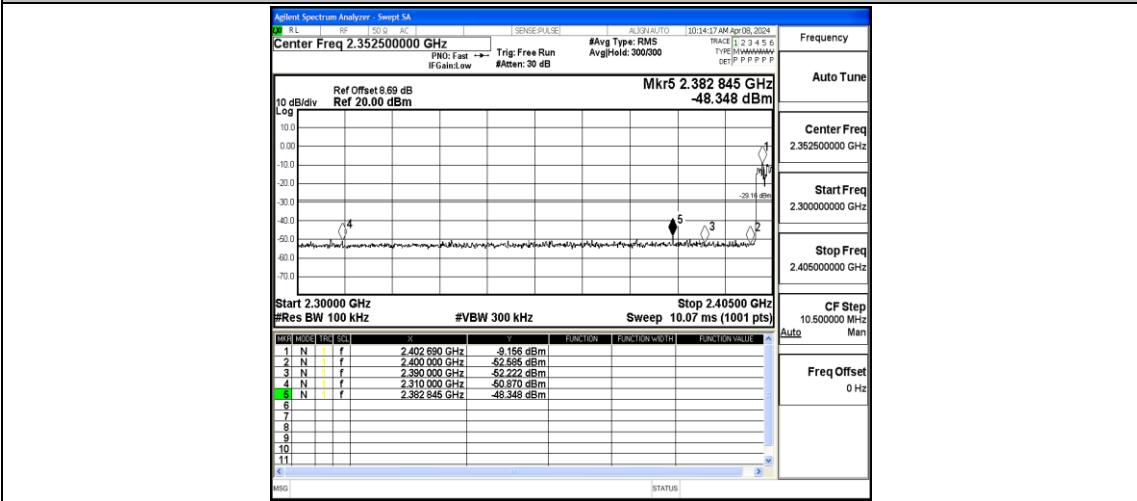 Agilent Spectrum Analyzer - Swept SA
RL RF 50 Ω AC SENSE:PULSE ALIGN AUTO 10:14:17 AM Apr 08, 2024
Center Freq 2.352500000 GHz
PNO: Fast
IFGain:Low
Trig: Free Run
#Atten: 30 dB
#Avg Type: RMS
Avg|Hold: 300/300
TRACE 1 2 3 4 5 6
TYPE M
DET P P P P P P
Frequency
Auto Tune
Mkr5 2.382 845 GHz
-48.348 dBm
Ref Offset 8.69 dB
10 dB/div Ref 20.00 dBm
Log
10.0
0.00
-10.0
-20.0
-30.0
-40.0
-50.0
-60.0
-70.0
1
-29.16 dBm
4
5
3
2
Start 2.30000 GHz Stop 2.40500 GHz
#Res BW 100 kHz #VBW 300 kHz Sweep 10.07 ms (1001 pts)
Center Freq
2.352500000 GHz
Start Freq
2.300000000 GHz
Stop Freq
2.405000000 GHz
CF Step
10.500000 MHz
Auto Man
Freq Offset
0 Hz
MKR MODE TRC SCL X Y FUNCTION FUNCTION WIDTH FUNCTION VALUE
1 N 1 f 2.402 690 GHz -9.156 dBm
2 N 1 f 2.400 000 GHz -52.585 dBm
3 N 1 f 2.390 000 GHz -52.222 dBm
4 N 1 f 2.310 000 GHz -50.870 dBm
5 N 1 f 2.382 845 GHz -48.348 dBm
6
7
8
9
10
11
MSG STATUS